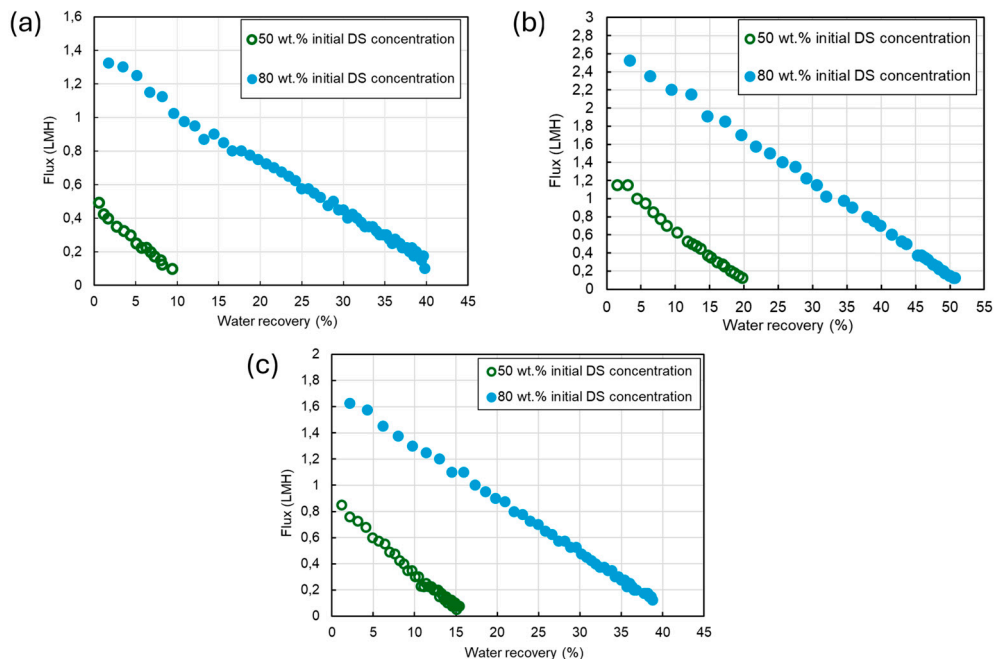 (a)
1,6
1,4
1,2
1
0,8
0,6
0,4
0,2
0
Flux (LMH)
50 wt.% initial DS concentration
80 wt.% initial DS concentration
0 5 10 15 20 25 30 35 40 45
Water recovery (%)
(b)
3
2,8
2,6
2,4
2,2
2
1,8
1,6
1,4
1,2
1
0,8
0,6
0,4
0,2
0
Flux (LMH)
50 wt.% initial DS concentration
80 wt.% initial DS concentration
0 5 10 15 20 25 30 35 40 45 50 55
Water recovery (%)
(c)
2
1,8
1,6
1,4
1,2
1
0,8
0,6
0,4
0,2
0
Flux (LMH)
50 wt.% initial DS concentration
80 wt.% initial DS concentration
0 5 10 15 20 25 30 35 40 45
Water recovery (%)